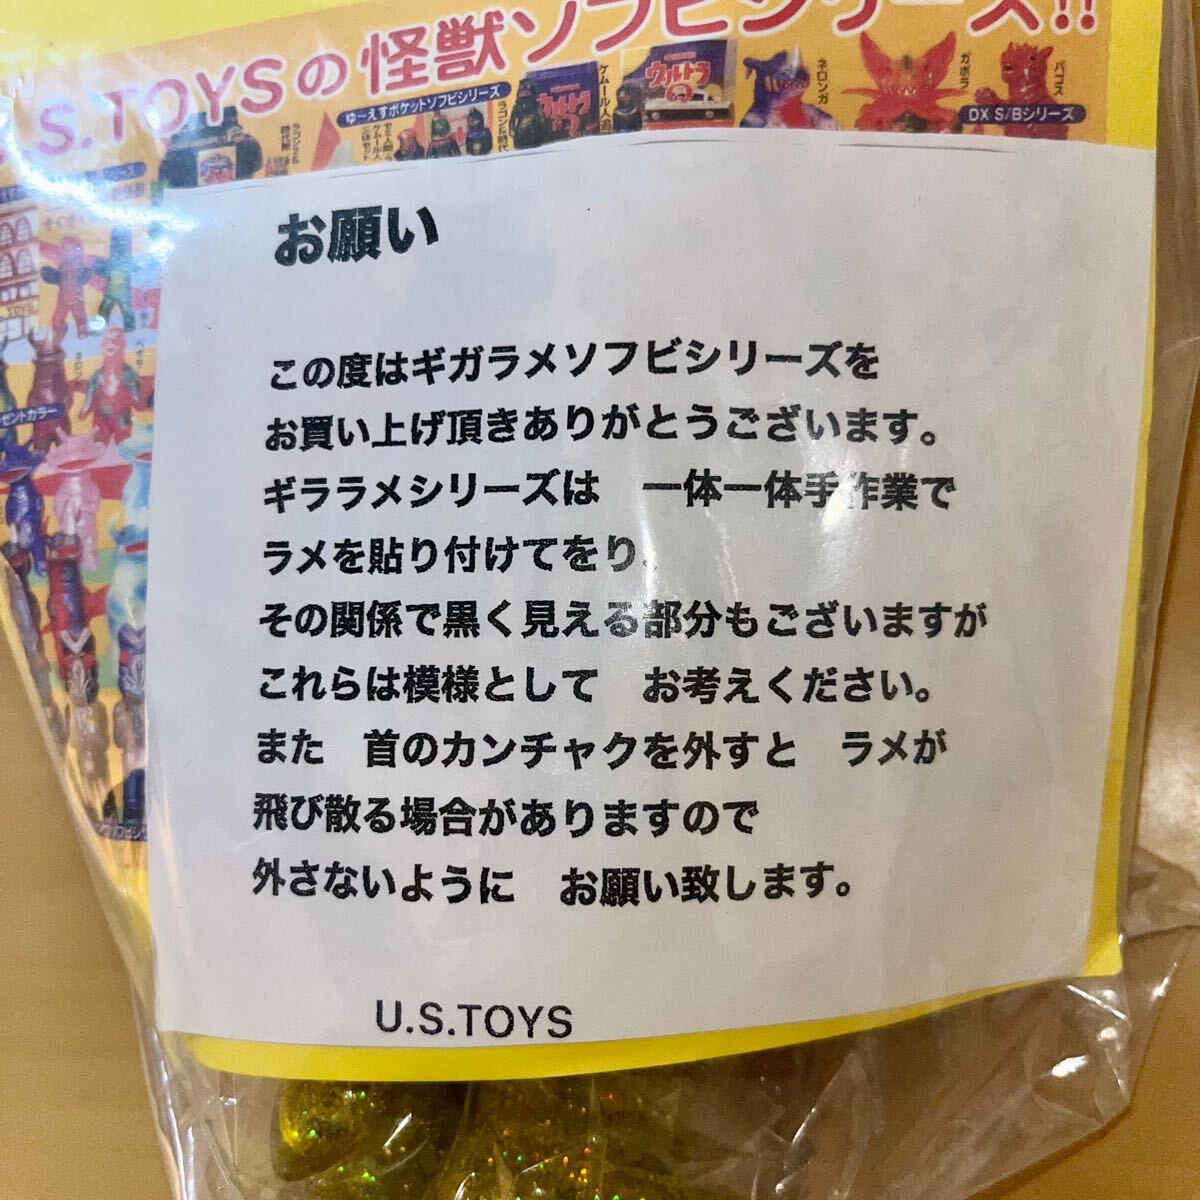 U.S.TOYSの怪獣ソフビシリーズ!!
ゆ〜えすポケットソフビシリーズ
ウルトラ
ウルトラ
Q
ネロンガ
ガボラ
パゴス
DX S/Bシリーズ
お願い
この度はギガラメソフビシリーズを
お買い上げ頂きありがとうございます。
ギララメシリーズは　一体一体手作業で
ラメを貼り付けてをり、
その関係で黒く見える部分もございますが
これらは模様として　お考えください。
また　首のカンチャクを外すと　ラメが
飛び散る場合がありますので
外さないように　お願い致します。
U.S.TOYS